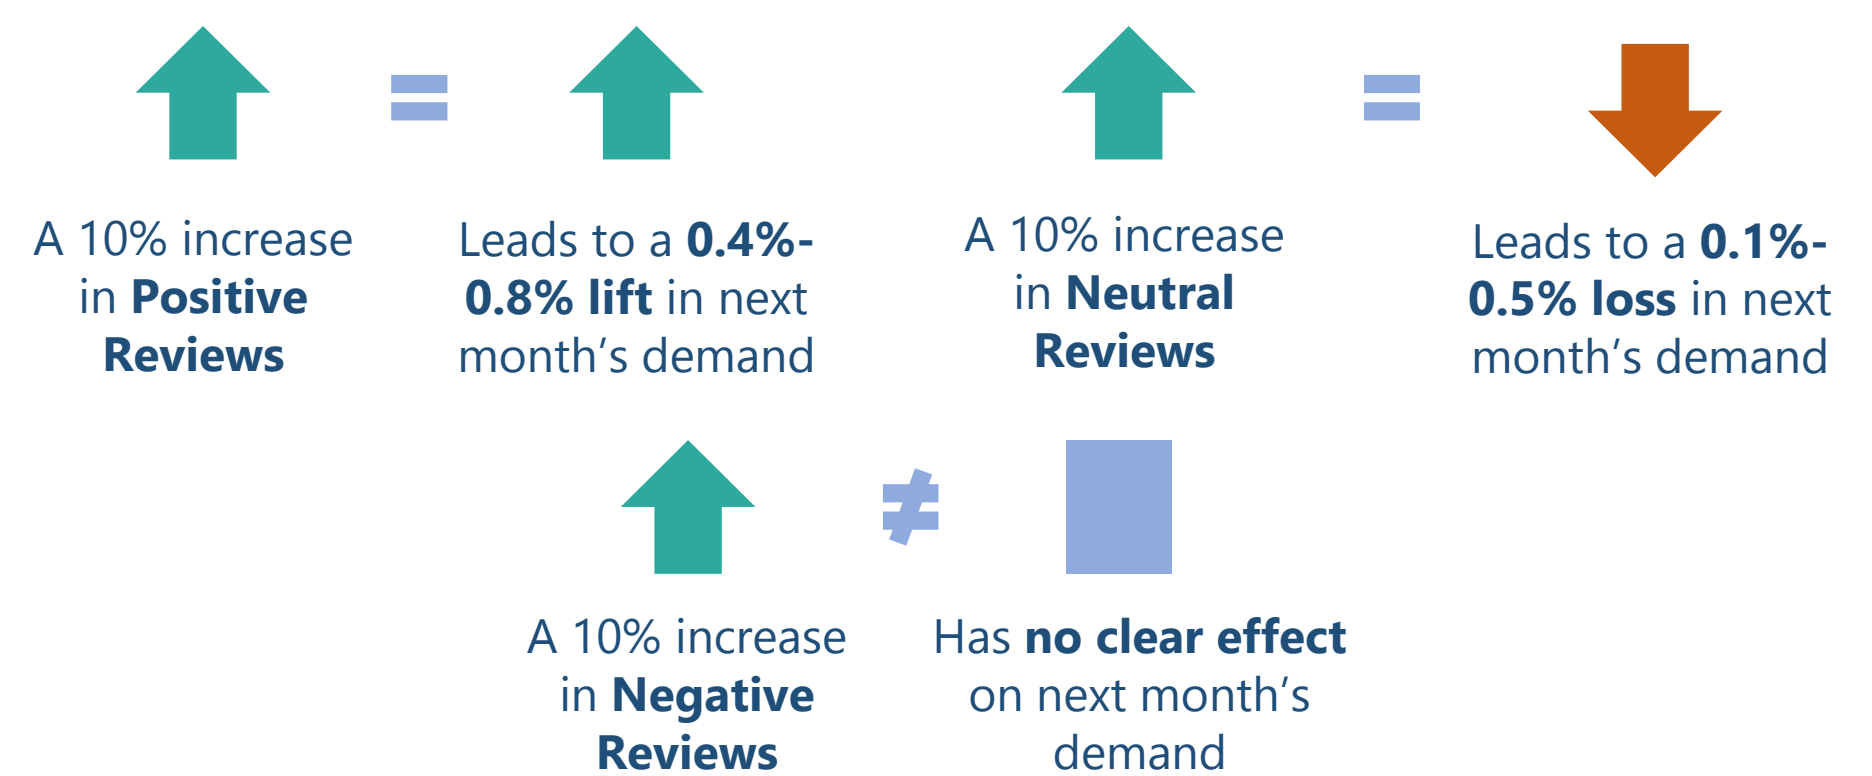 A 10% increase
in Positive
Reviews
Leads to a 0.4%-
0.8% lift in next
month’s demand
A 10% increase
in Neutral
Reviews
Leads to a 0.1%-
0.5% loss in next
month’s demand
A 10% increase
in Negative
Reviews
Has no clear effect
on next month’s
demand